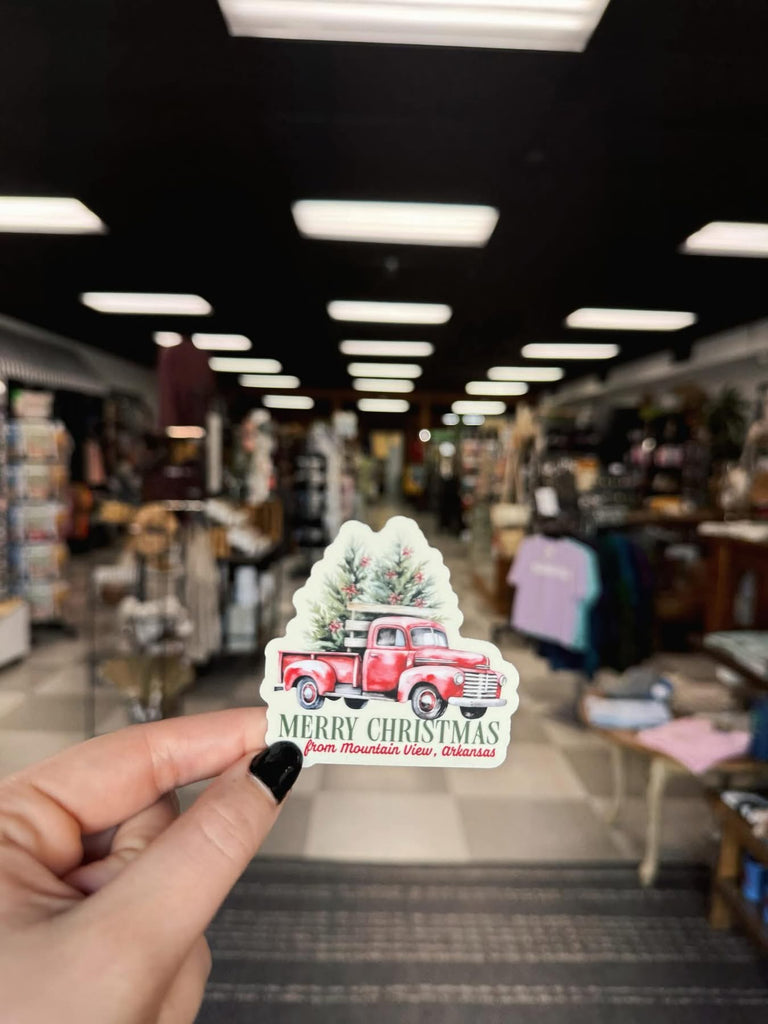 MERRY CHRISTMAS
from Mountain View, Arkansas